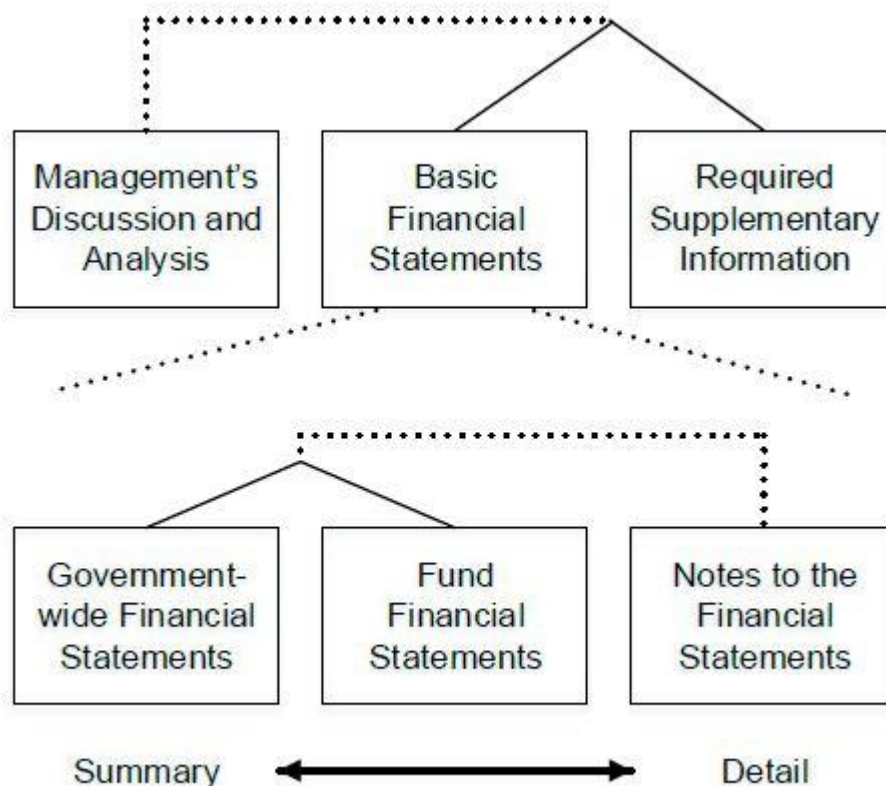 Management's
Discussion and
Analysis
Basic
Financial
Statements
Required
Supplementary
Information
Government-
wide Financial
Statements
Fund
Financial
Statements
Notes to the
Financial
Statements
Summary
Detail